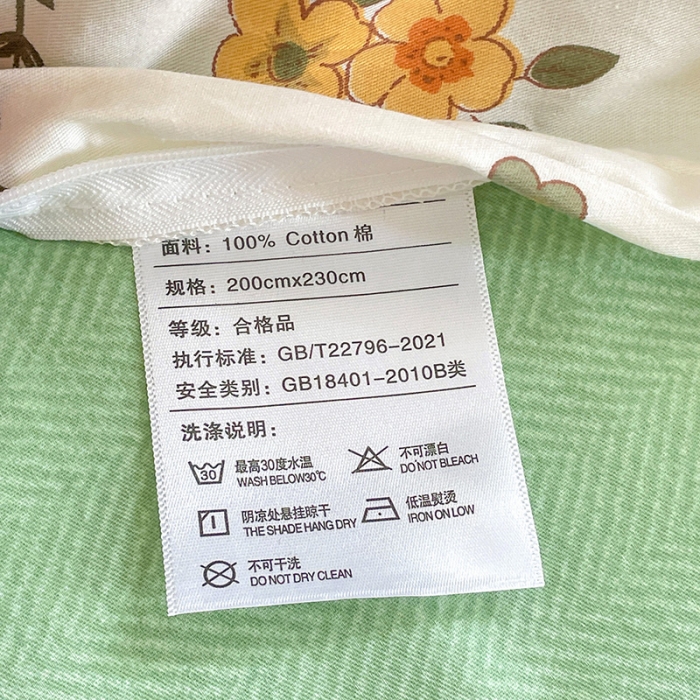 面料: 100% Cotton 棉
规格: 200cmx230cm
等级: 合格品
执行标准: GB/T22796-2021
安全类别: GB18401-2010B类
洗涤说明:
30 最高30度水温 不可漂白
WASH BELOW30℃ DO NOT BLEACH
阴凉处悬挂晾干 低温熨烫
THE SHADE HANG DRY IRON ON LOW
不可干洗
DO NOT DRY CLEAN